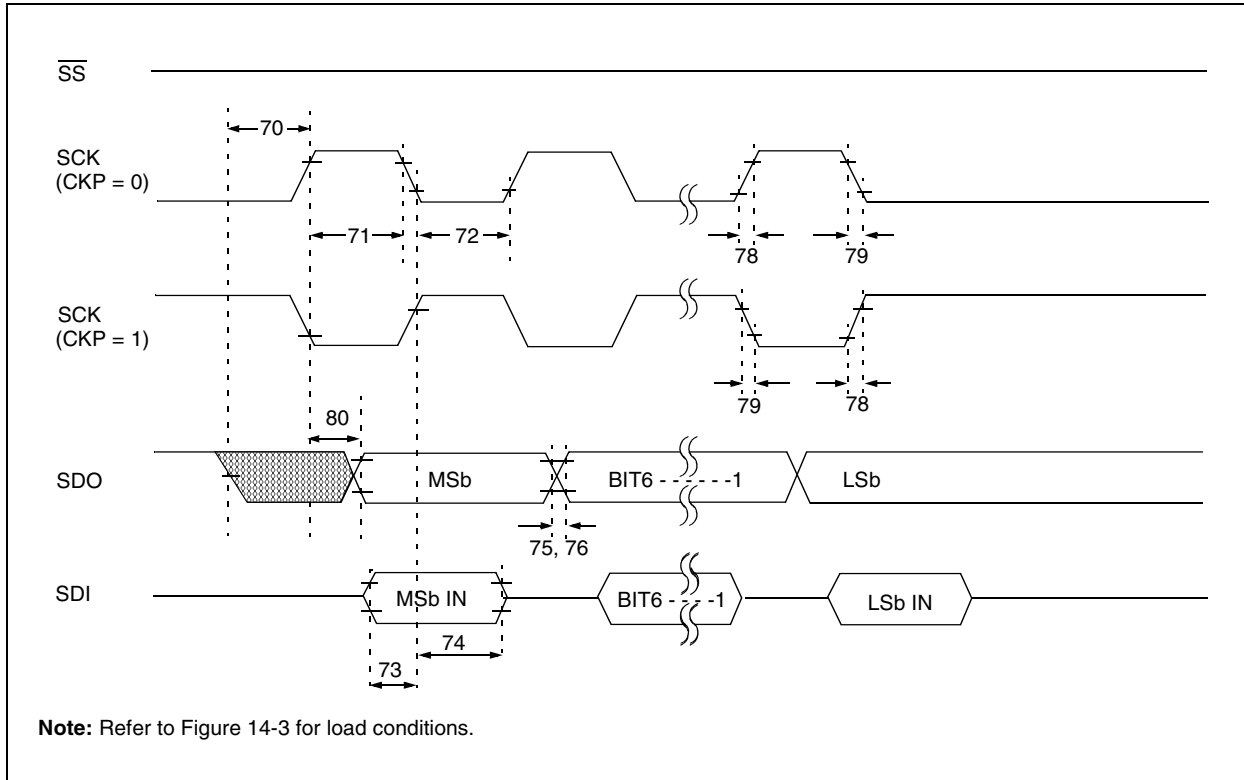 SS
70
SCK
(CKP = 0)
71
72
78
79
SCK
(CKP = 1)
79
78
80
SDO
MSb
BIT6 - - - - - -1
LSb
75, 76
SDI
MSb IN
BIT6 - - - - -1
LSb IN
74
73
Note: Refer to Figure 14-3 for load conditions.